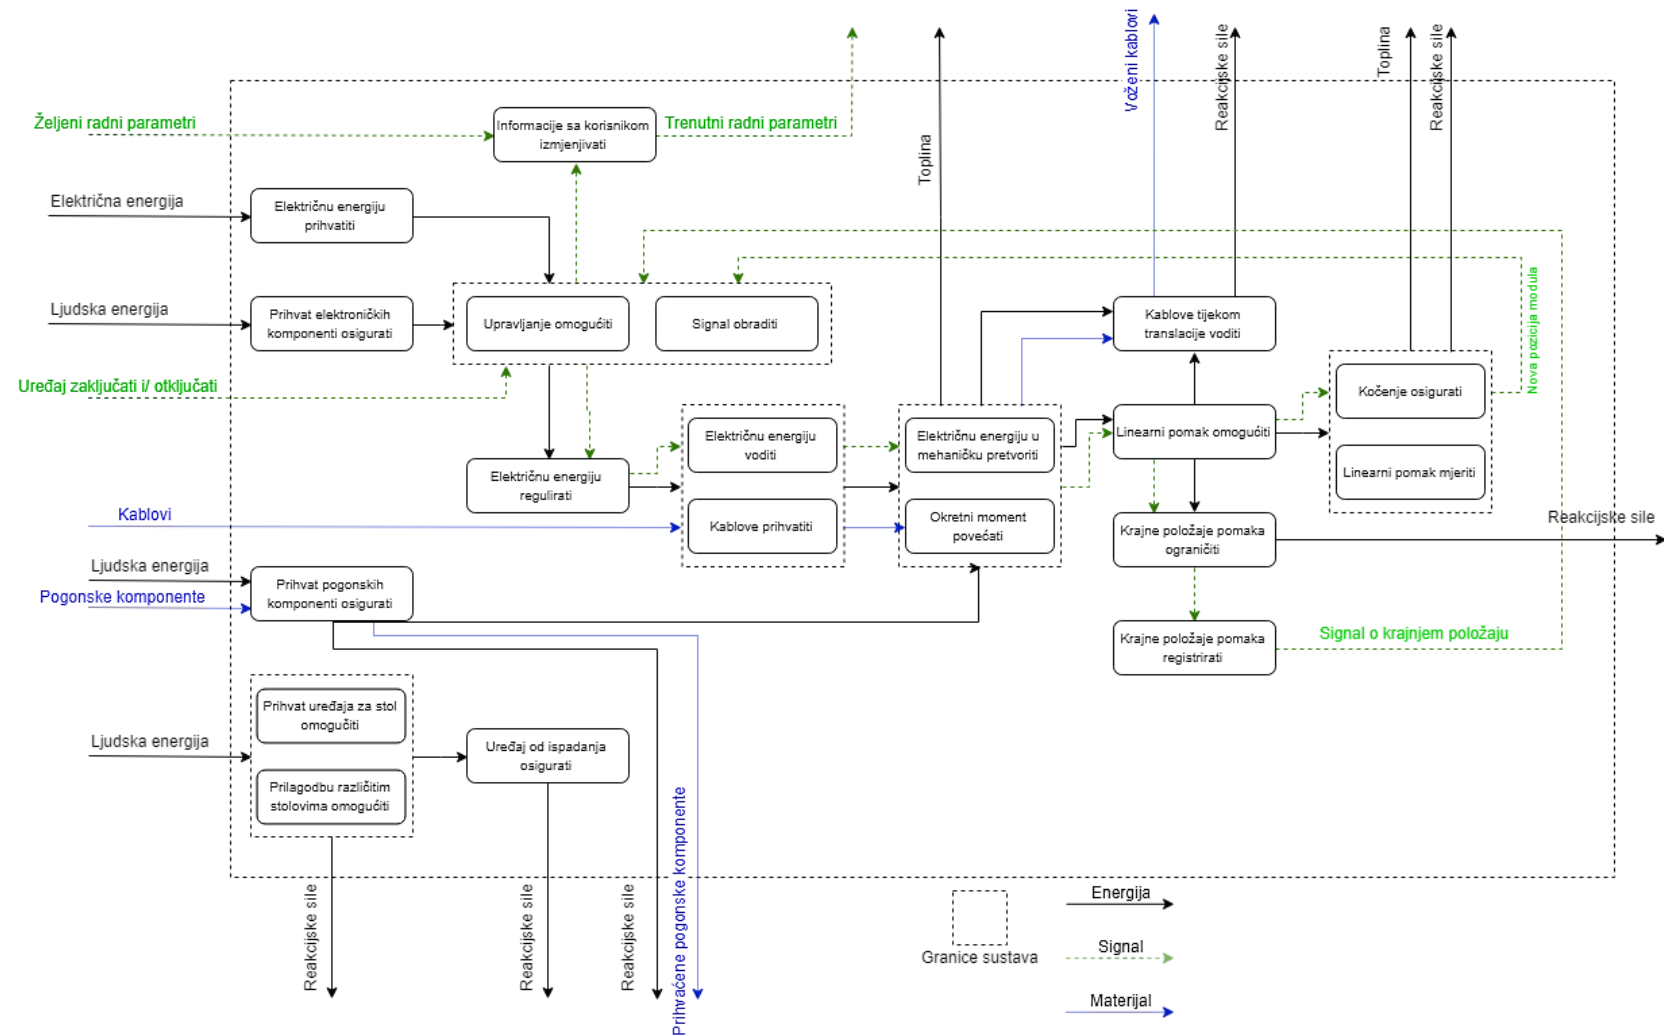 Voženi kablovi
Reakcijske sile
Toplina
Reakcijske sile
Željeni radni parametri
Informacije sa korisnikom
izmjenjivati
Trenutni radni parametri
Toplina
Električna energija
Električnu energiju
prihvatiti
Ljudska energija
Prihvat elektroničkih
komponenti osigurati
Upravljanje omogućiti
Signal obraditi
Kablove tijekom
translacije voditi
Nova pozicija modula
Uređaj zaključati i/ otključati
Kočenje osigurati
Električnu energiju
voditi
Električnu energiju u
mehaničku pretvoriti
Linearni pomak omogućiti
Linearni pomak mjeriti
Električnu energiju
regulirati
Kablovi
Kablove prihvatiti
Okretni moment
povećati
Krajne položaje pomaka
ograničiti
Reakcijske sile
Ljudska energija
Pogonske komponente
Prihvat pogonskih
komponenti osigurati
Krajne položaje pomaka
registrirati
Signal o krajnjem položaju
Prihvat uređaja za stol
omogučiti
Ljudska energija
Uređaj od ispadanja
osigurati
Prilagodbu različitim
stolovima omogućiti
Reakcijske sile
Reakcijske sile
Reakcijske sile
Prihvaćene pogonske komponente
Granice sustava
Energija
Signal
Materijal